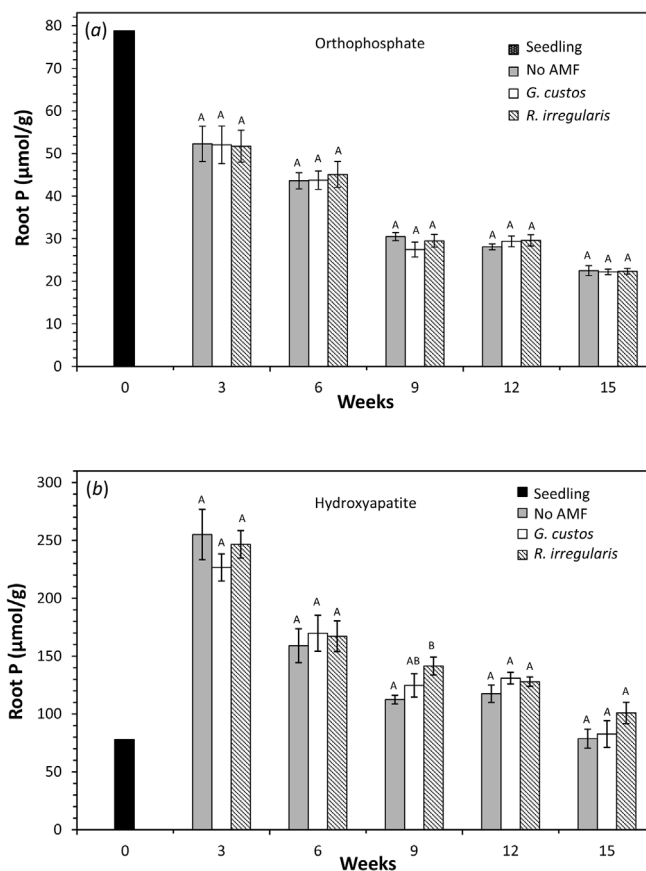 (a)
Orthophosphate
Seedling
No AMF
G. custos
R. irregularis
Root P (µmol/g)
80
70
60
50
40
30
20
10
0
A A A
A A A
A A A
A A A
A A A
0 3 6 9 12 15
Weeks
(b)
Hydroxyapatite
Seedling
No AMF
G. custos
R. irregularis
Root P (µmol/g)
300
250
200
150
100
50
0
A A A
A A A
A AB B
A A A
A A A
0 3 6 9 12 15
Weeks